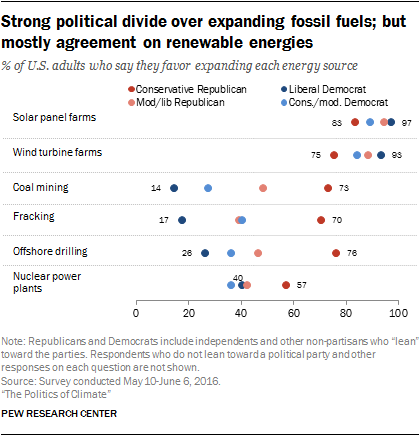 Strong political divide over expanding fossil fuels; but
mostly agreement on renewable energies
% of U.S. adults who say they favor expanding each energy source
Conservative Republican Liberal Democrat
Mod/lib Republican Cons./mod. Democrat
Solar panel farms 83 97
Wind turbine farms 75 93
Coal mining 14 73
Fracking 17 70
Offshore drilling 26 76
Nuclear power
plants 40 57
0 20 40 60 80 100
Note: Republicans and Democrats include independents and other non-partisans who “lean”
toward the parties. Respondents who do not lean toward a political party and other
responses on each question are not shown.
Source: Survey conducted May 10-June 6, 2016.
“The Politics of Climate”
PEW RESEARCH CENTER